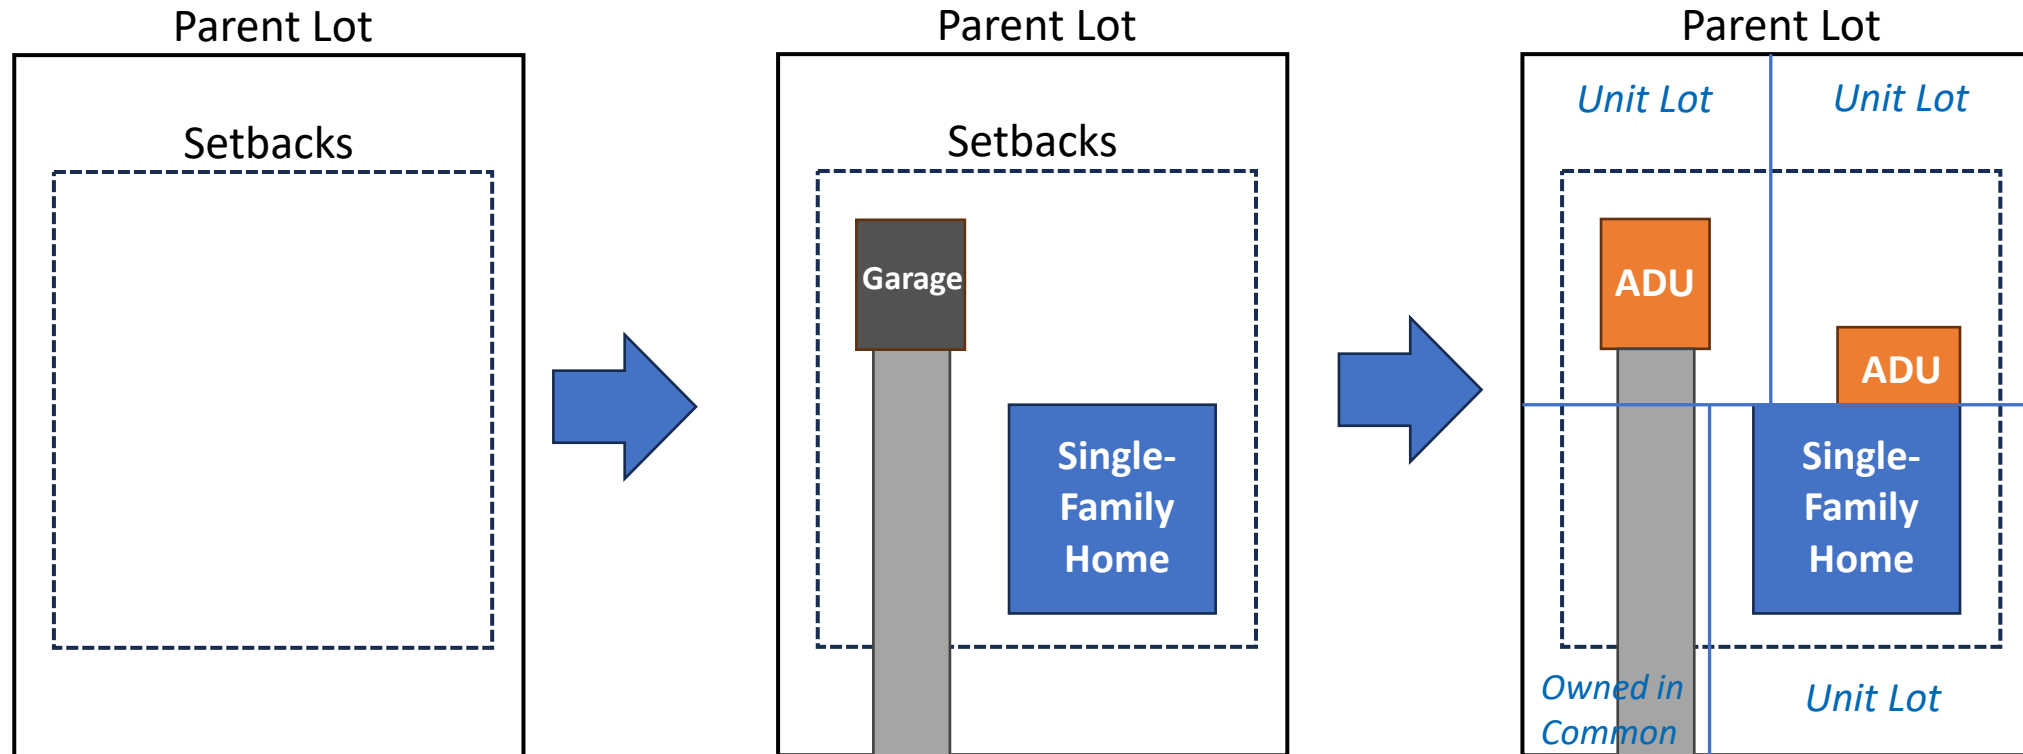 Parent Lot
Setbacks
Parent Lot
Setbacks
Garage
Single-
Family
Home
Parent Lot
Unit Lot
Unit Lot
ADU
ADU
Single-
Family
Home
Owned in
Common
Unit Lot